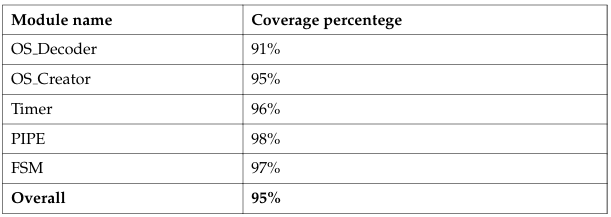 Module name Coverage percentege
OS_Decoder 91%
OS_Creator 95%
Timer 96%
PIPE 98%
FSM 97%
Overall 95%